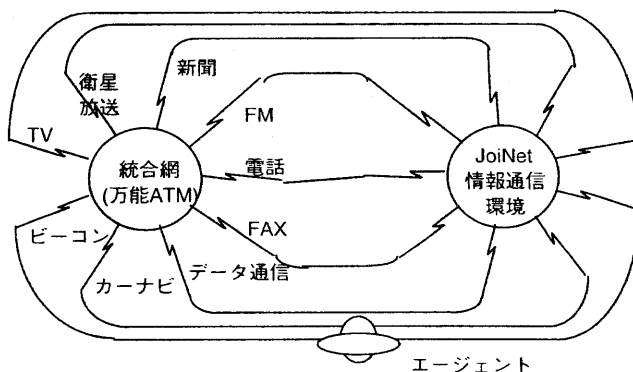 新聞
衛星
放送
FM
TV
統合網
(万能ATM)
電話
JoiNet
情報通信
環境
ビーコン
FAX
データ通信
カーナビ
エージェント